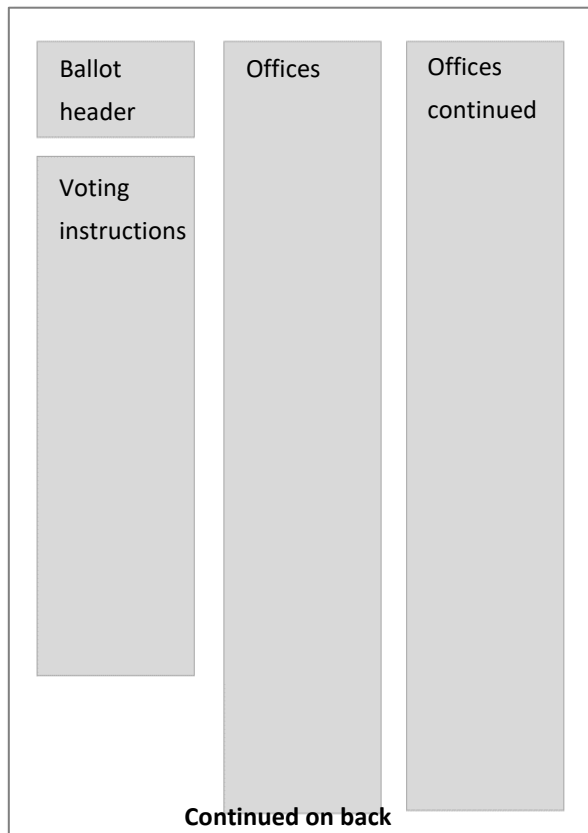 Ballot
header
Voting
instructions
Offices
Offices
continued
Continued on back